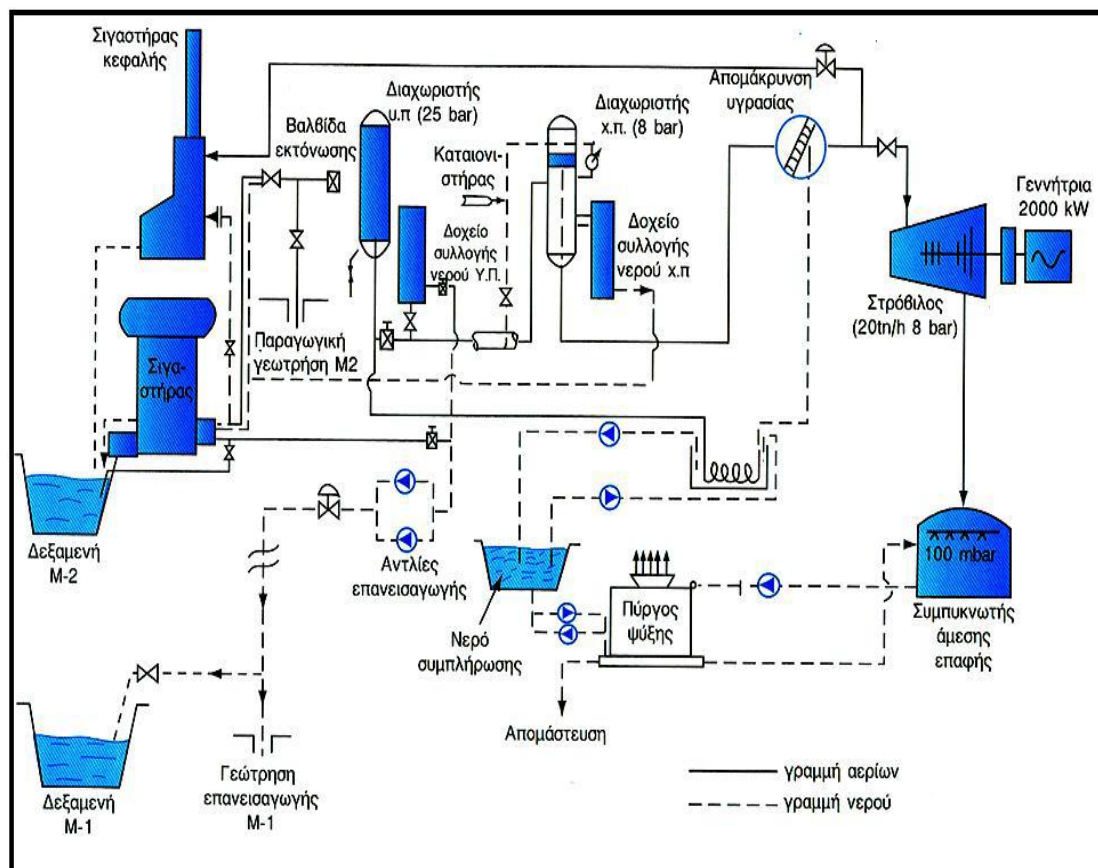 Σιγαστήρας
κεφαλής
Διαχωριστής
υ.π (25 bar)
Βαλβίδα
εκτόνωσης
Καταιονι-
στήρας
Διαχωριστής
χ.π. (8 bar)
Απομάκρυνση
υγρασίας
Γεννήτρια
2000 kW
Δοχείο
συλλογής
νερού Υ.Π.
Δοχείο
συλλογής
νερού χ.π
Στρόβιλος
(20tn/h 8 bar)
Παραγωγική
γεωτρήση M2
Σιγα-
στήρας
Δεξαμενή
M-2
Αντλίες
επανεισαγωγής
100 mbar
Συμπυκνωτής
άμεσης
επαφής
Πύργος
ψύξης
Νερό
συμπλήρωσης
Απομάστευση
Γεώτρηση
επανεισαγωγής
M-1
Δεξαμενή
M-1
γραμμή αερίων
γραμμή νερού